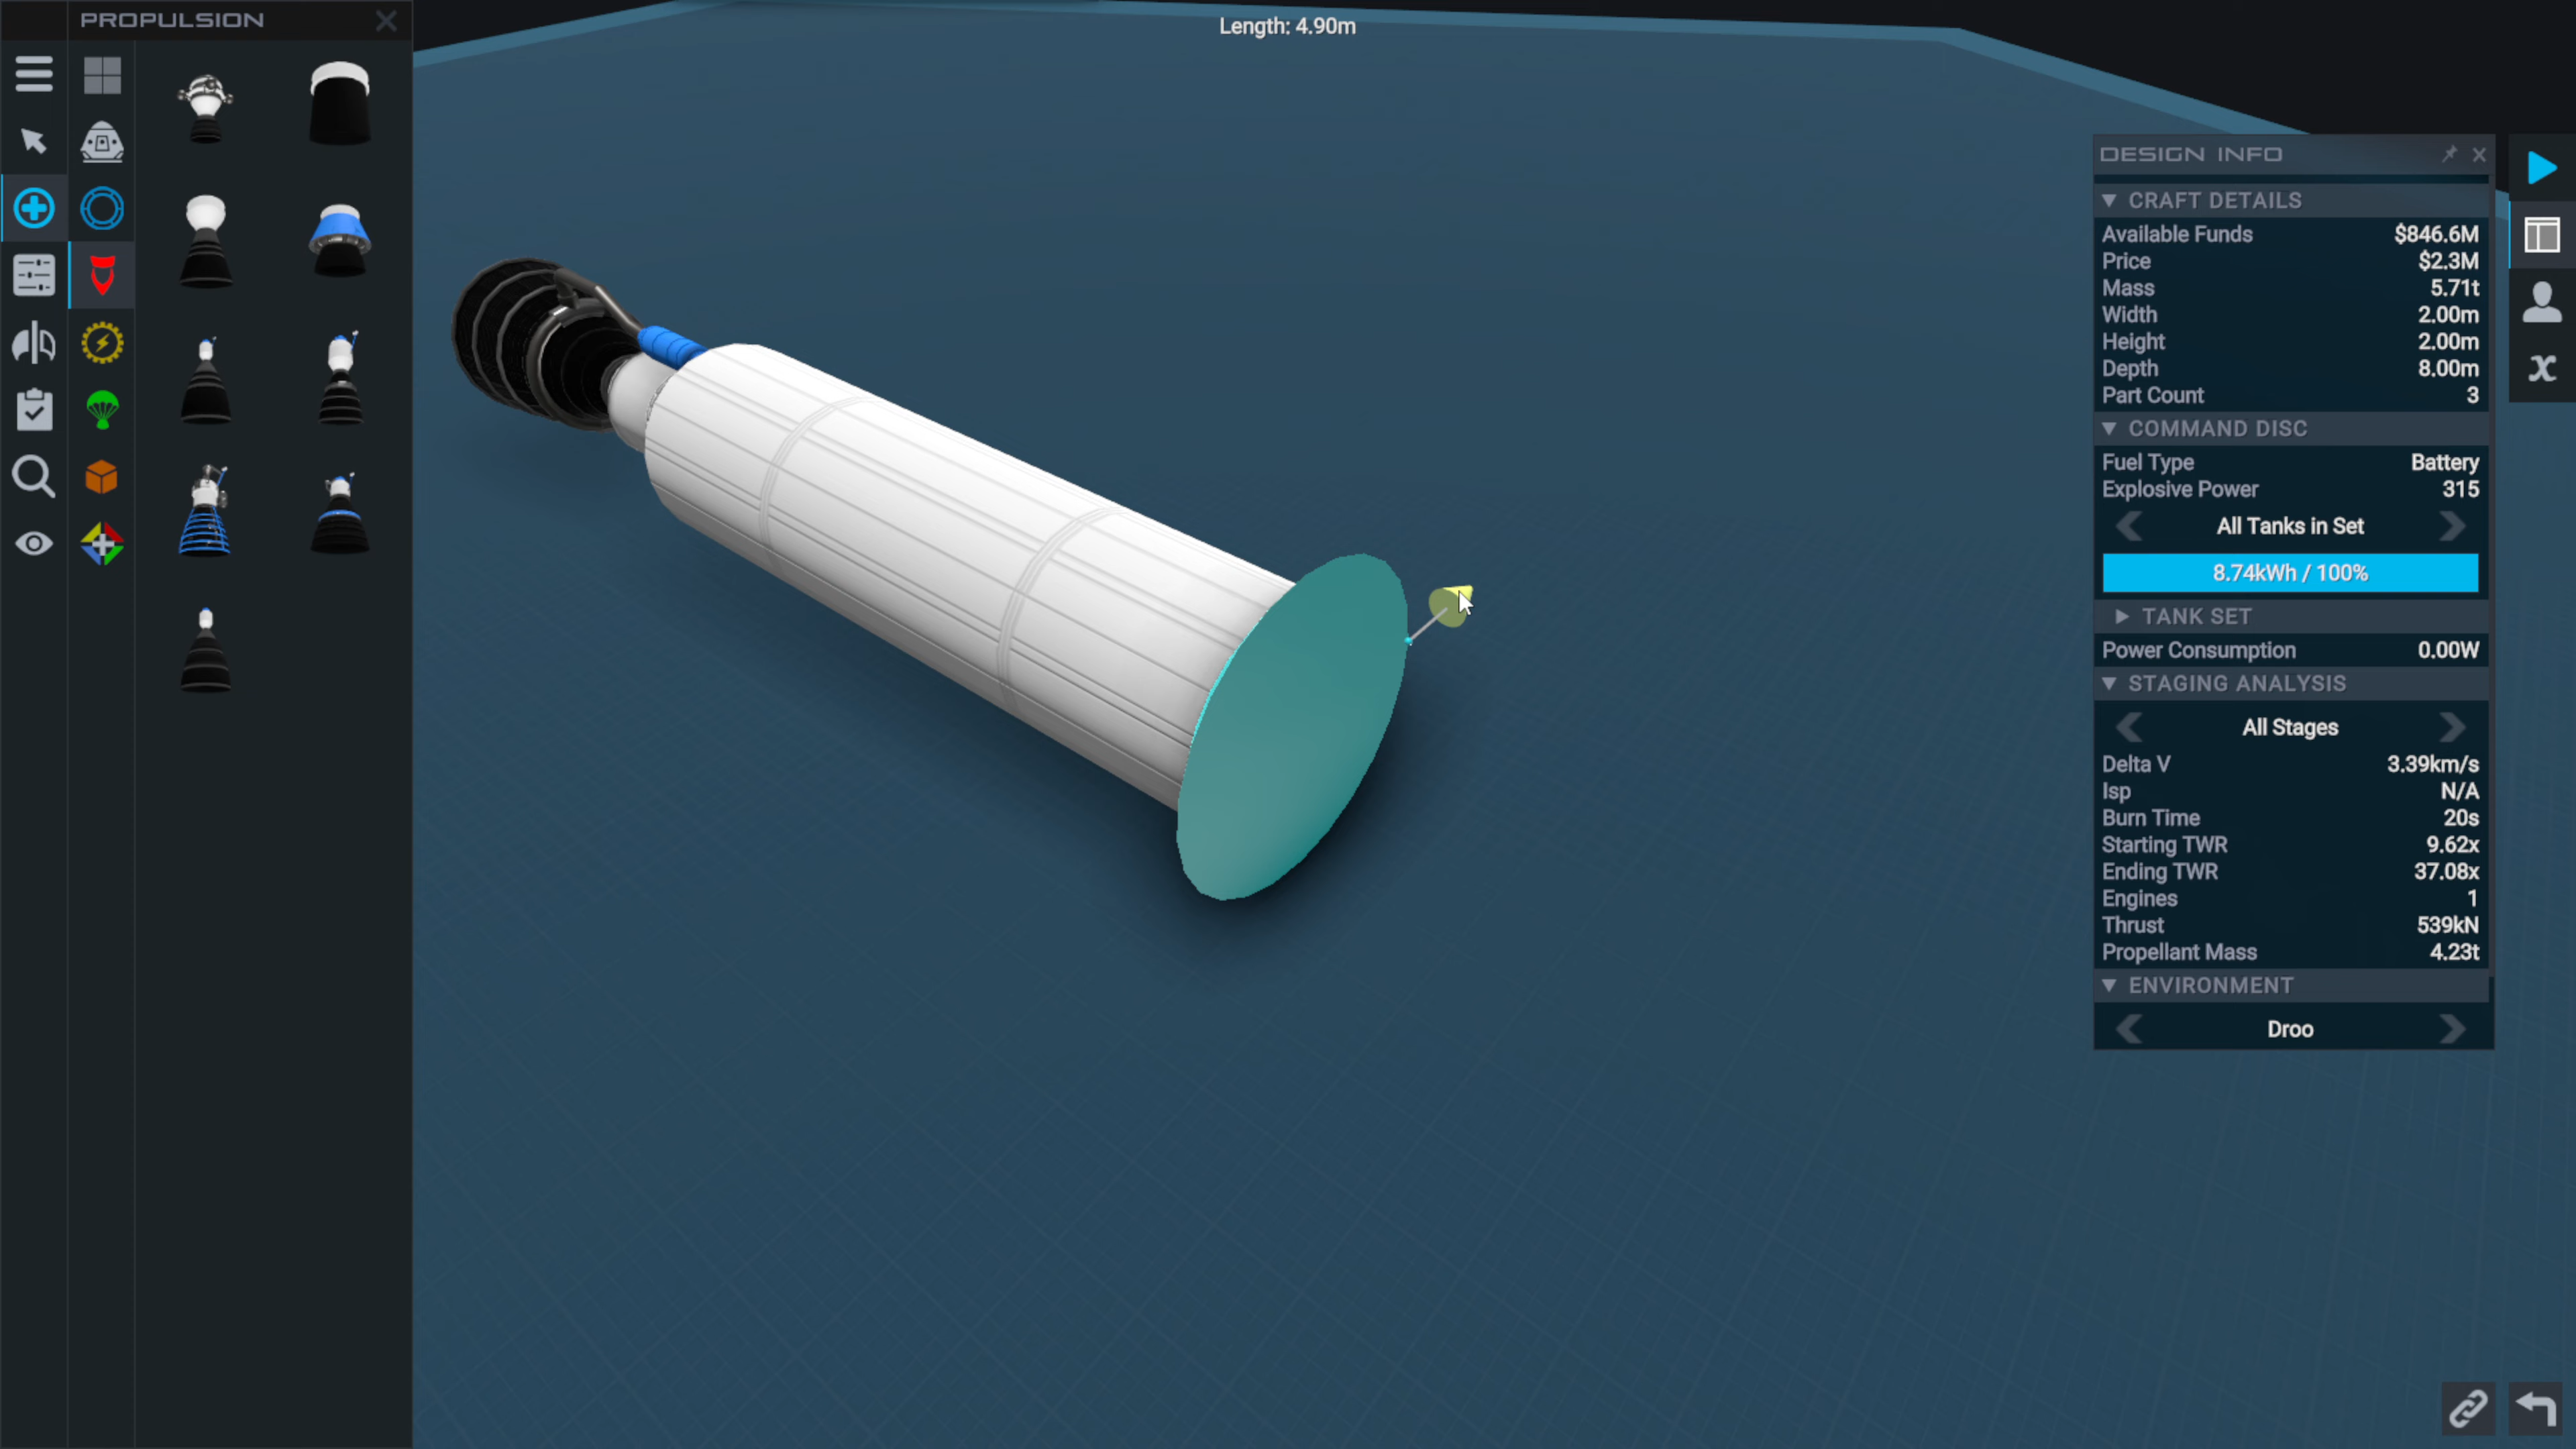 PROPULSION
Length: 4.90m
DESIGN INFO
CRAFT DETAILS
Available Funds $846.6M
Price $2.3M
Mass 5.71t
Width 2.00m
Height 2.00m
Depth 8.00m
Part Count 3
COMMAND DISC
Fuel Type Battery
Explosive Power 315
All Tanks in Set
8.74kWh / 100%
TANK SET
Power Consumption 0.00W
STAGING ANALYSIS
All Stages
Delta V 3.39km/s
Isp N/A
Burn Time 20s
Starting TWR 9.62x
Ending TWR 37.08x
Engines 1
Thrust 539kN
Propellant Mass 4.23t
ENVIRONMENT
Droo